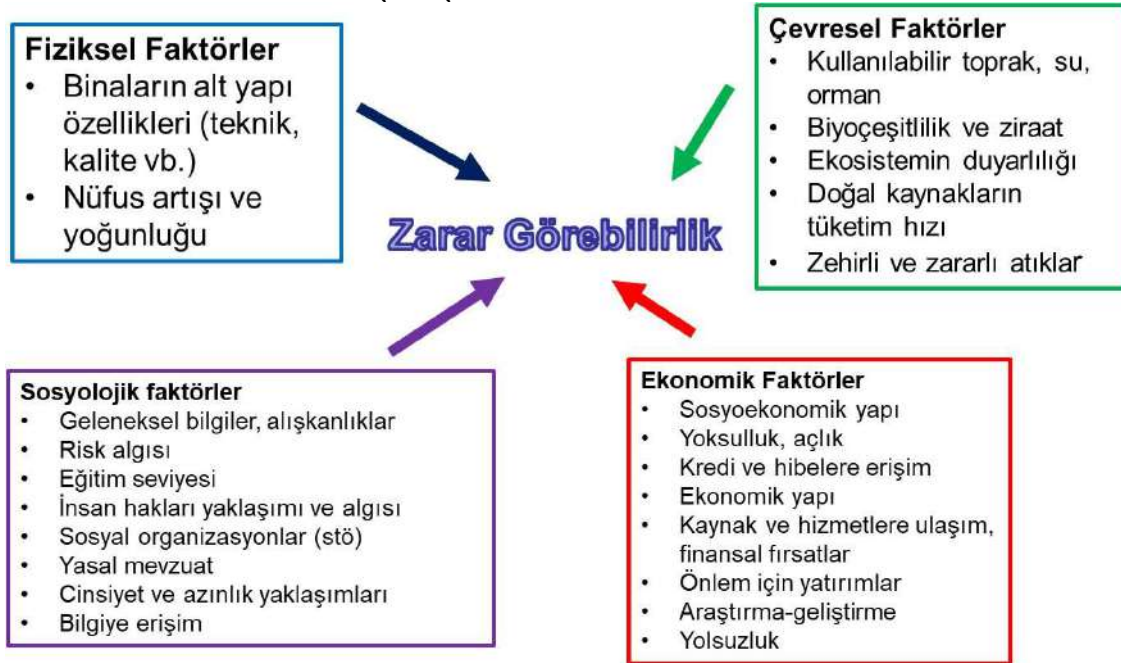 Fiziksel Faktörler
• Binaların alt yapı
özellikleri (teknik,
kalite vb.)
• Nüfus artışı ve
yoğunluğu
Çevresel Faktörler
• Kullanılabilir toprak, su,
orman
• Biyoçeşitlilik ve ziraat
• Ekosistemin duyarlılığı
• Doğal kaynakların
tüketim hızı
• Zehirli ve zararlı atıklar
Zarar Görebilirlik
Sosyolojik faktörler
• Geleneksel bilgiler, alışkanlıklar
• Risk algısı
• Eğitim seviyesi
• İnsan hakları yaklaşımı ve algısı
• Sosyal organizasyonlar (stö)
• Yasal mevzuat
• Cinsiyet ve azınlık yaklaşımları
• Bilgiye erişim
Ekonomik Faktörler
• Sosyoekonomik yapı
• Yoksulluk, açlık
• Kredi ve hibelere erişim
• Ekonomik yapı
• Kaynak ve hizmetlere ulaşım,
finansal fırsatlar
• Önlem için yatırımlar
• Araştırma-geliştirme
• Yolsuzluk